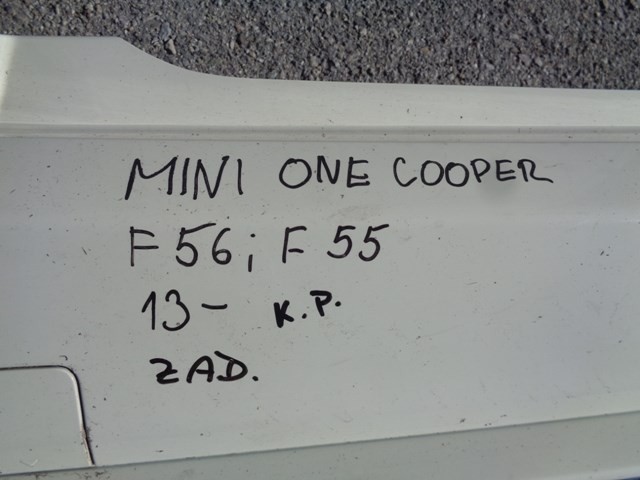 MINI ONE COOPER
F56; F55
13- K.P.
ZAD.